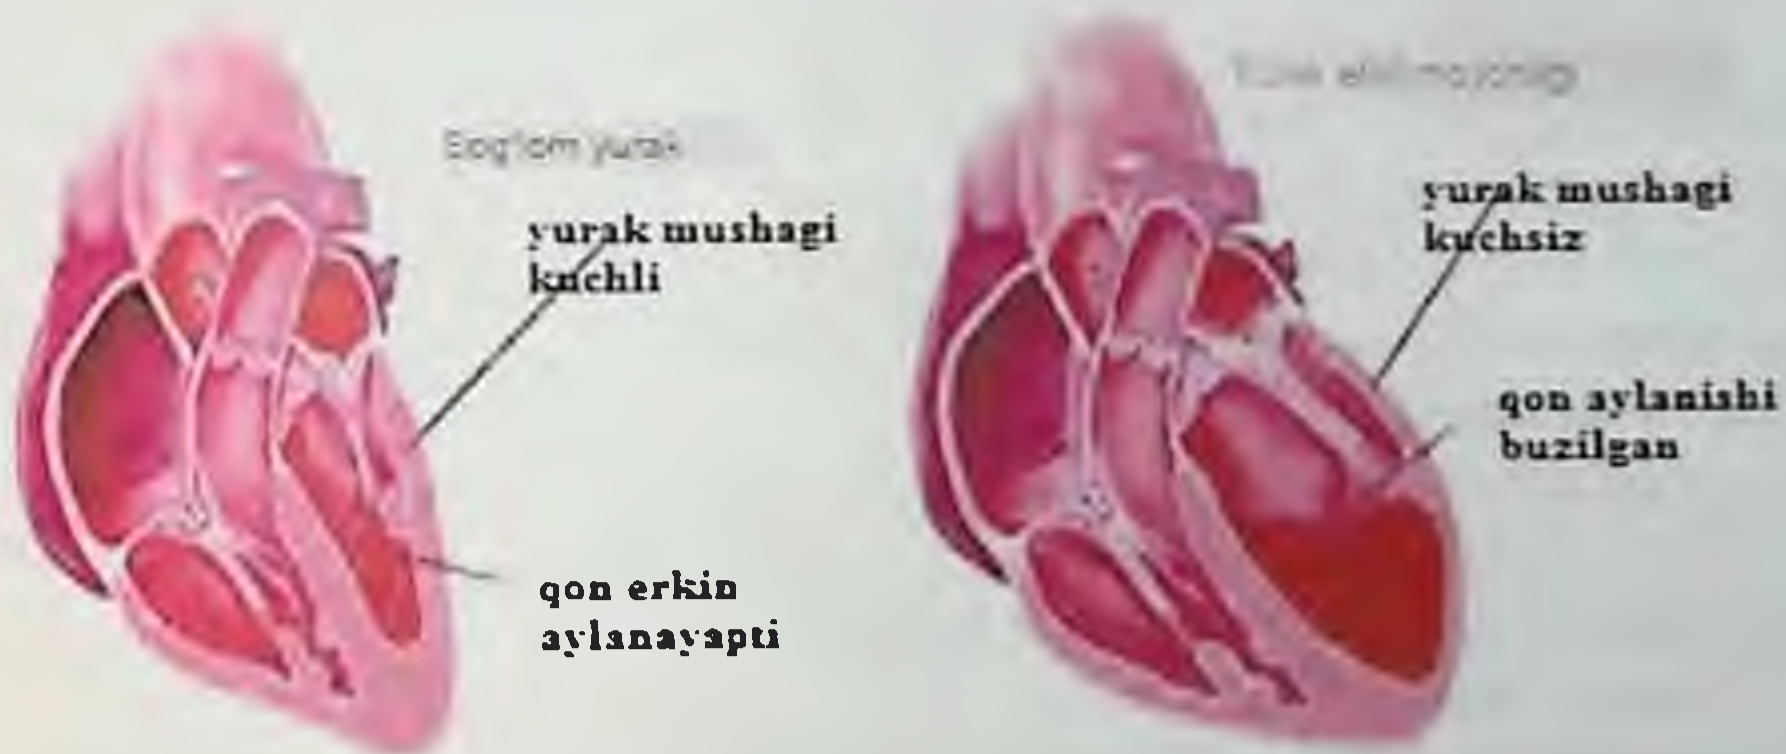 Sog'lom yurak
yurak mushagi
kuchli
qon erkin
aylanayapti
yurak mushagi
kuchsiz
qon aylanishi
buzilgan